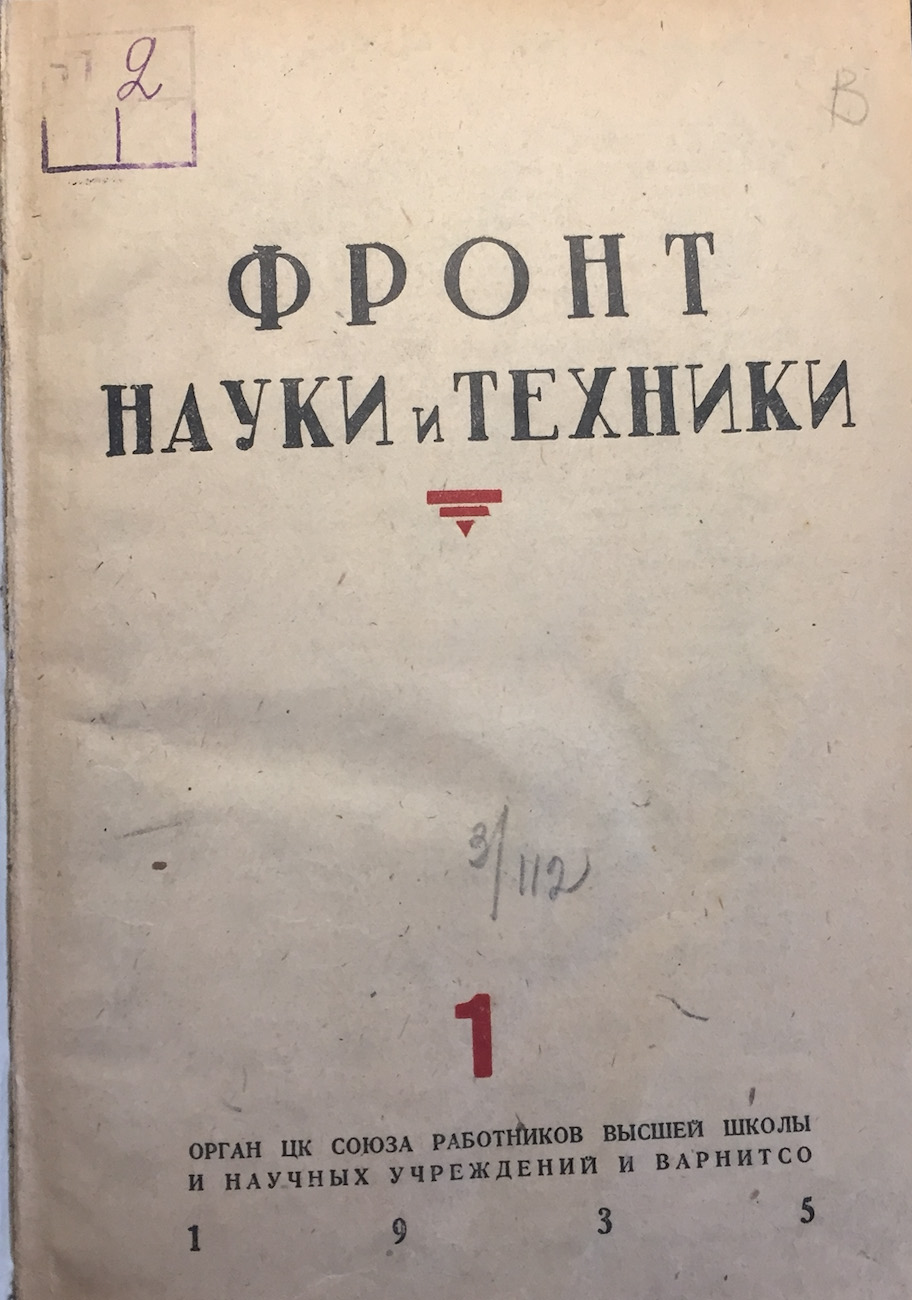 2
В
ФРОНТ
НАУКИ и ТЕХНИКИ
3/112
1
ОРГАН ЦК СОЮЗА РАБОТНИКОВ ВЫСШЕЙ ШКОЛЫ
И НАУЧНЫХ УЧРЕЖДЕНИЙ И ВАРНИТСО
1 9 3 5